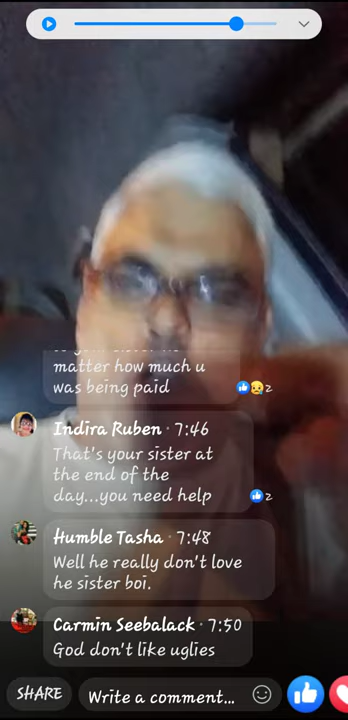 matter how much u
was being paid
2
Indira Ruben · 7:46
That's your sister at
the end of the
day...you need help
2
Humble Tasha · 7:48
Well he really don't love
he sister boi.
Carmin Seebalack · 7:50
God don't like uglies
SHARE
Write a comment...